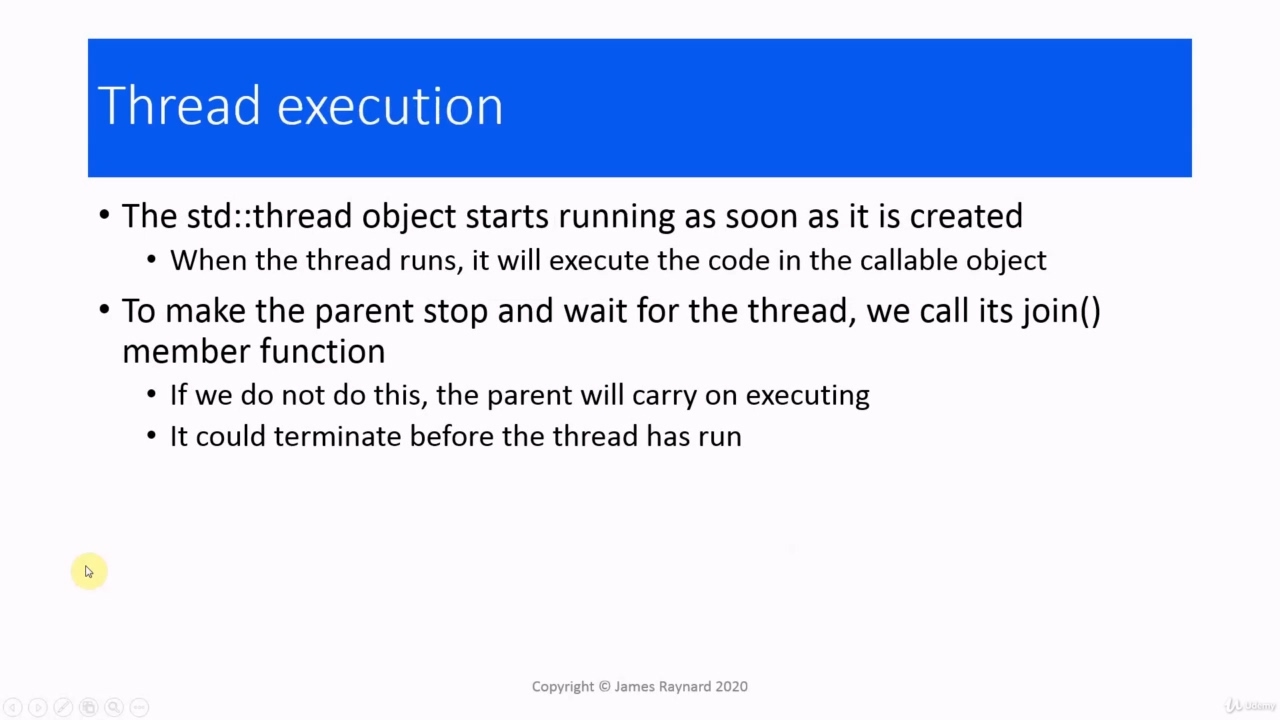 Thread execution
• The std::thread object starts running as soon as it is created
• When the thread runs, it will execute the code in the callable object
• To make the parent stop and wait for the thread, we call its join()
member function
• If we do not do this, the parent will carry on executing
• It could terminate before the thread has run
Copyright © James Raynard 2020
Udemy